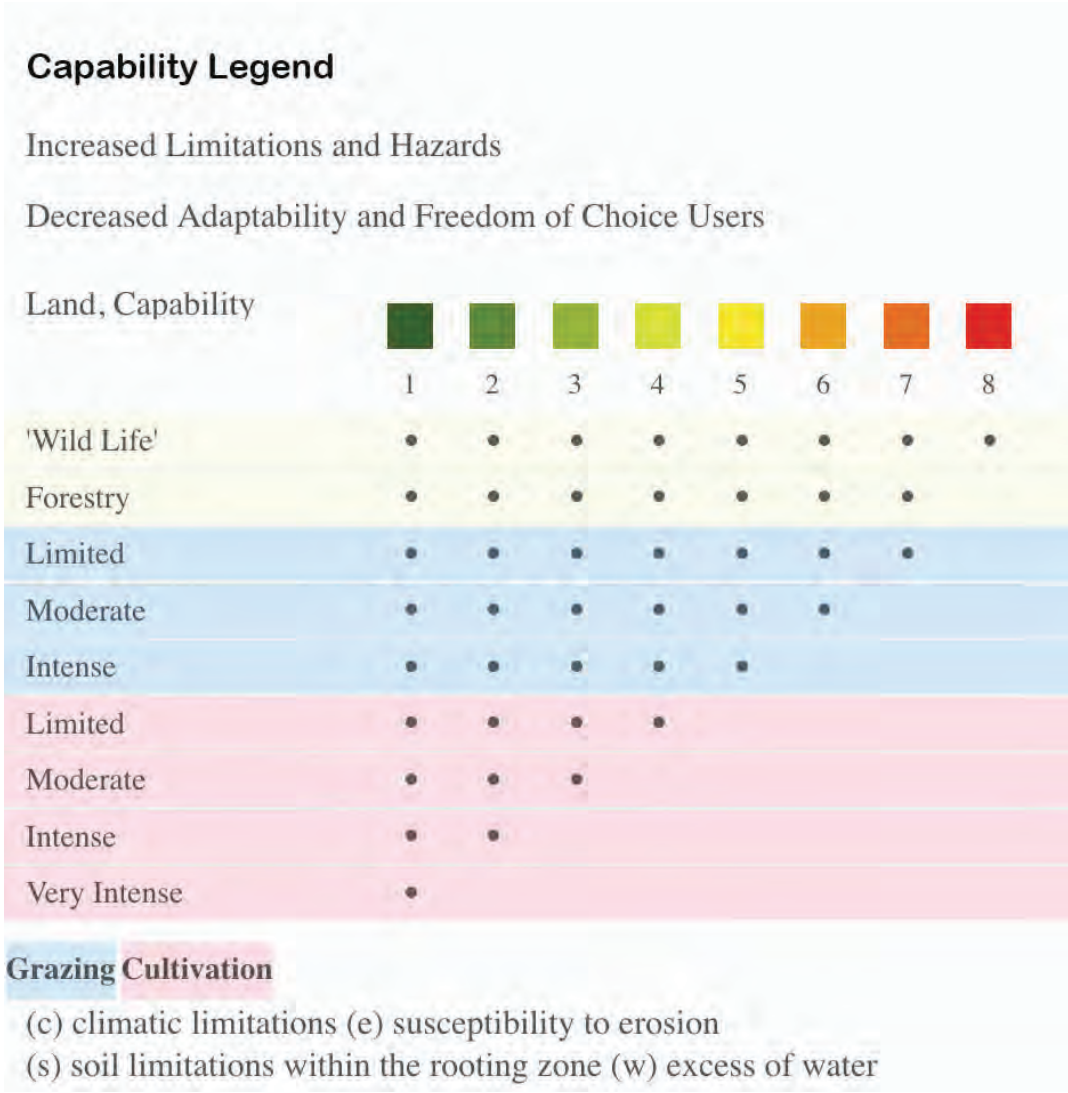 Capability Legend
Increased Limitations and Hazards
Decreased Adaptability and Freedom of Choice Users
Land, Capability
1 2 3 4 5 6 7 8
'Wild Life'
Forestry
Limited
Moderate
Intense
Limited
Moderate
Intense
Very Intense
Grazing Cultivation
(c) climatic limitations (e) susceptibility to erosion
(s) soil limitations within the rooting zone (w) excess of water